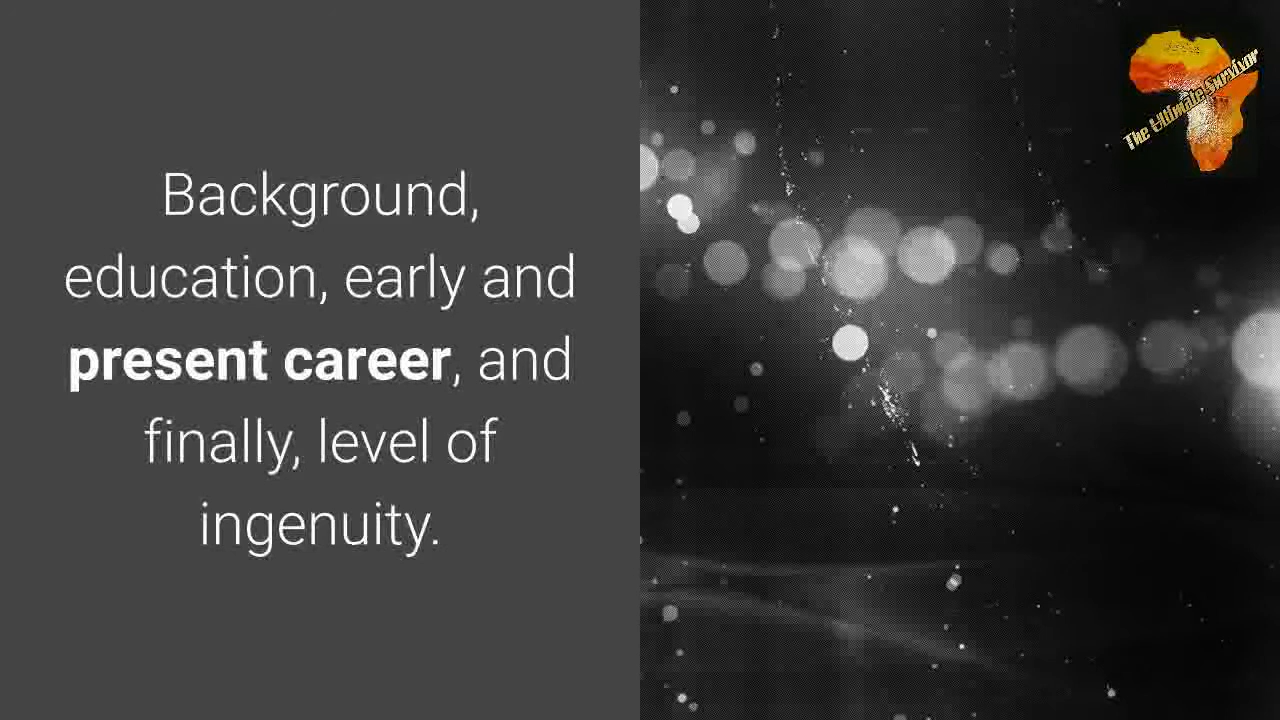 Background,
education, early and
present career, and
finally, level of
ingenuity.
The Ultimate Survivor